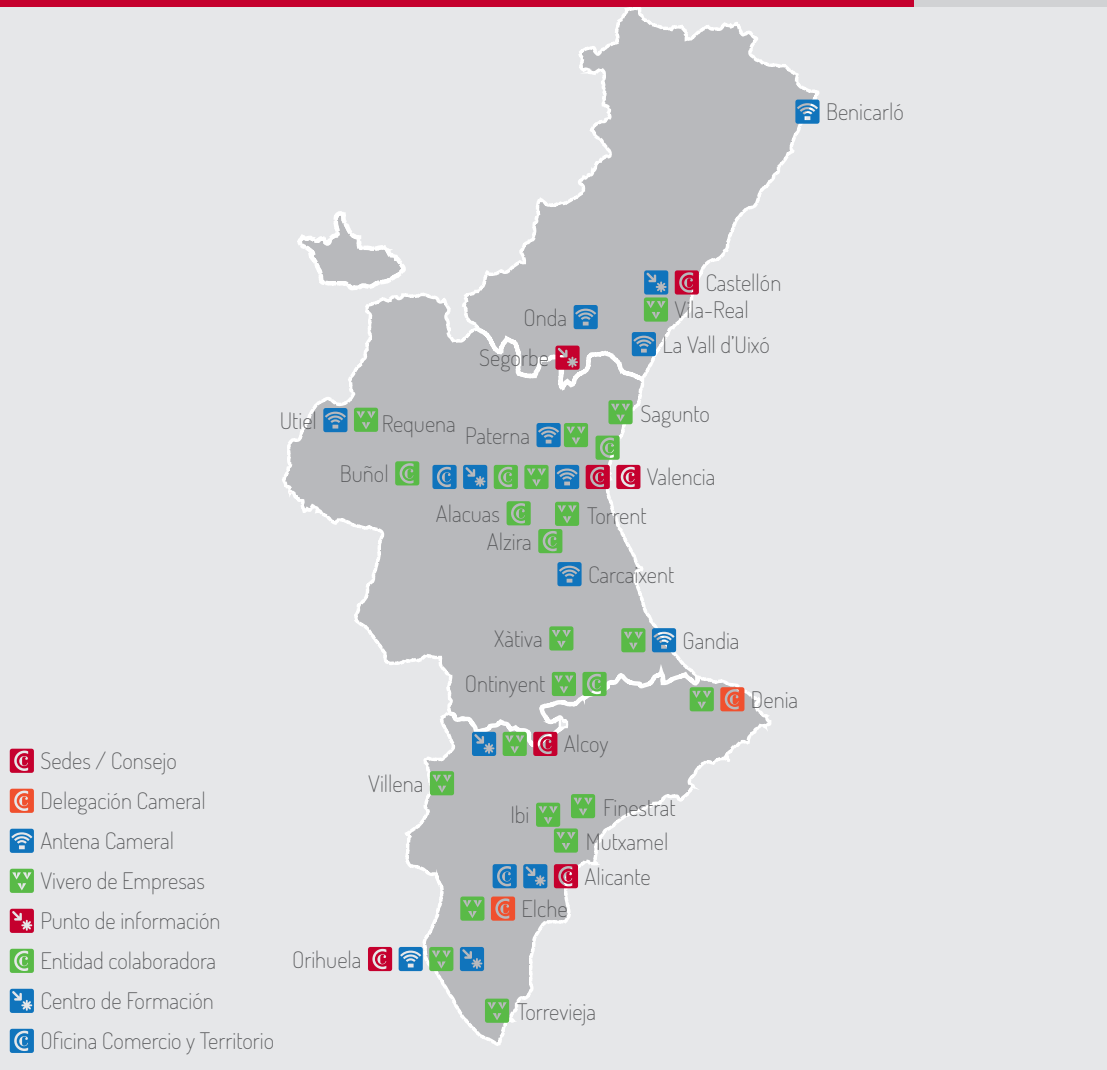 Benicarló
Castellón
Vila-Real
Onda
La Vall d'Uixó
Segorbe
Sagunto
Utiel
Requena
Paterna
Buñol
Valencia
Alacuas
Torrent
Alzira
Carcaixent
Xàtiva
Gandia
Ontinyent
Denia
Alcoy
Villena
Ibi
Finestrat
Mutxamel
Alicante
Elche
Orihuela
Torrevieja
Sedes / Consejo
Delegación Cameral
Antena Cameral
Vivero de Empresas
Punto de información
Entidad colaboradora
Centro de Formación
Oficina Comercio y Territorio